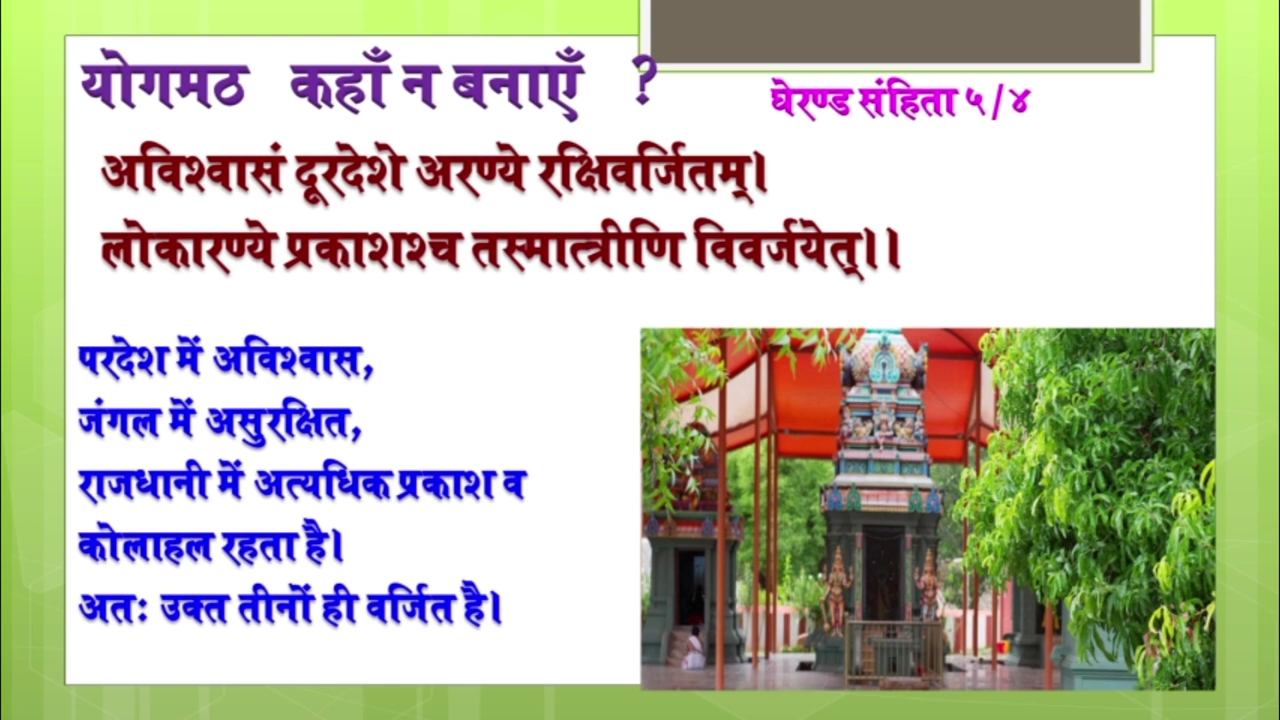 योगमठ कहाँ न बनाएँ ?
घेरण्ड संहिता ५/४
अविश्वासं दूरदेशे अरण्ये रक्षिवर्जितम्।
लोकारण्ये प्रकाशश्च तस्मात्त्रीणि विवर्जयेत्।।
परदेश में अविश्वास,
जंगल में असुरक्षित,
राजधानी में अत्यधिक प्रकाश व
कोलाहल रहता है।
अतः उक्त तीनों ही वर्जित है।